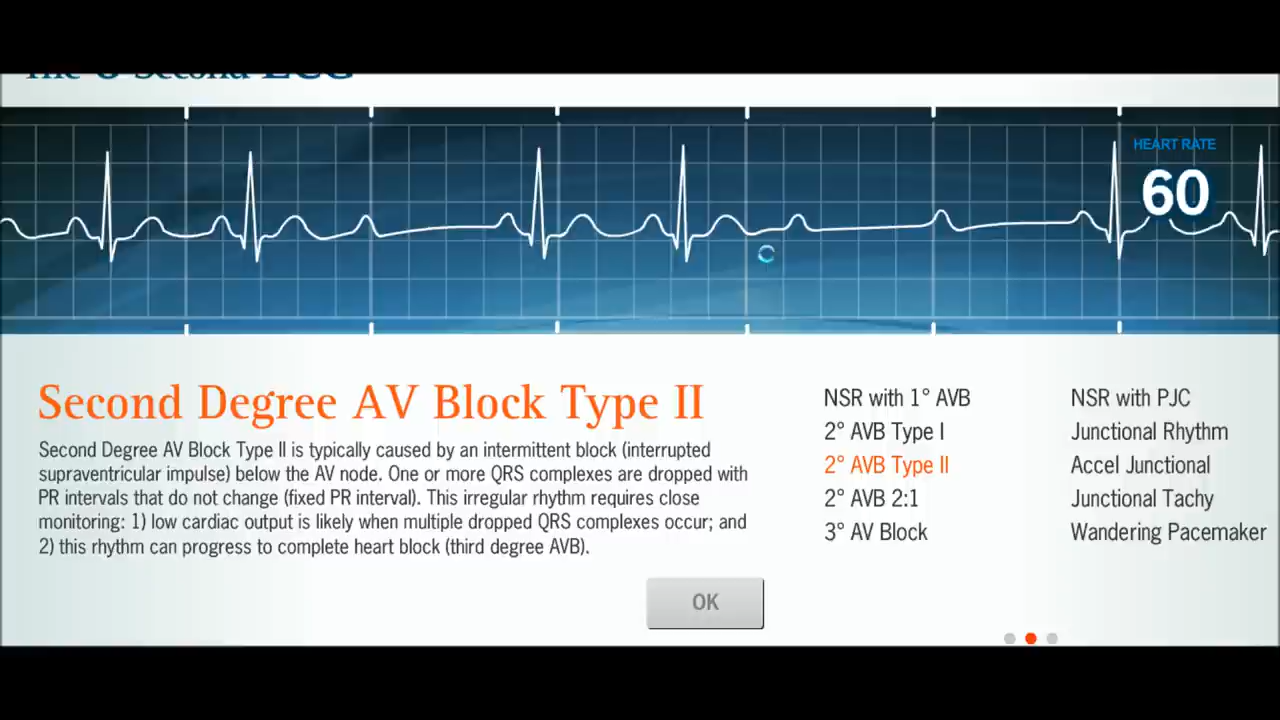 The 6 Second ECG
HEART RATE
60
Second Degree AV Block Type II
Second Degree AV Block Type II is typically caused by an intermittent block (interrupted
supraventricular impulse) below the AV node. One or more QRS complexes are dropped with
PR intervals that do not change (fixed PR interval). This irregular rhythm requires close
monitoring: 1) low cardiac output is likely when multiple dropped QRS complexes occur; and
2) this rhythm can progress to complete heart block (third degree AVB).
OK
NSR with 1° AVB
2° AVB Type I
2° AVB Type II
2° AVB 2:1
3° AV Block
NSR with PJC
Junctional Rhythm
Accel Junctional
Junctional Tachy
Wandering Pacemaker